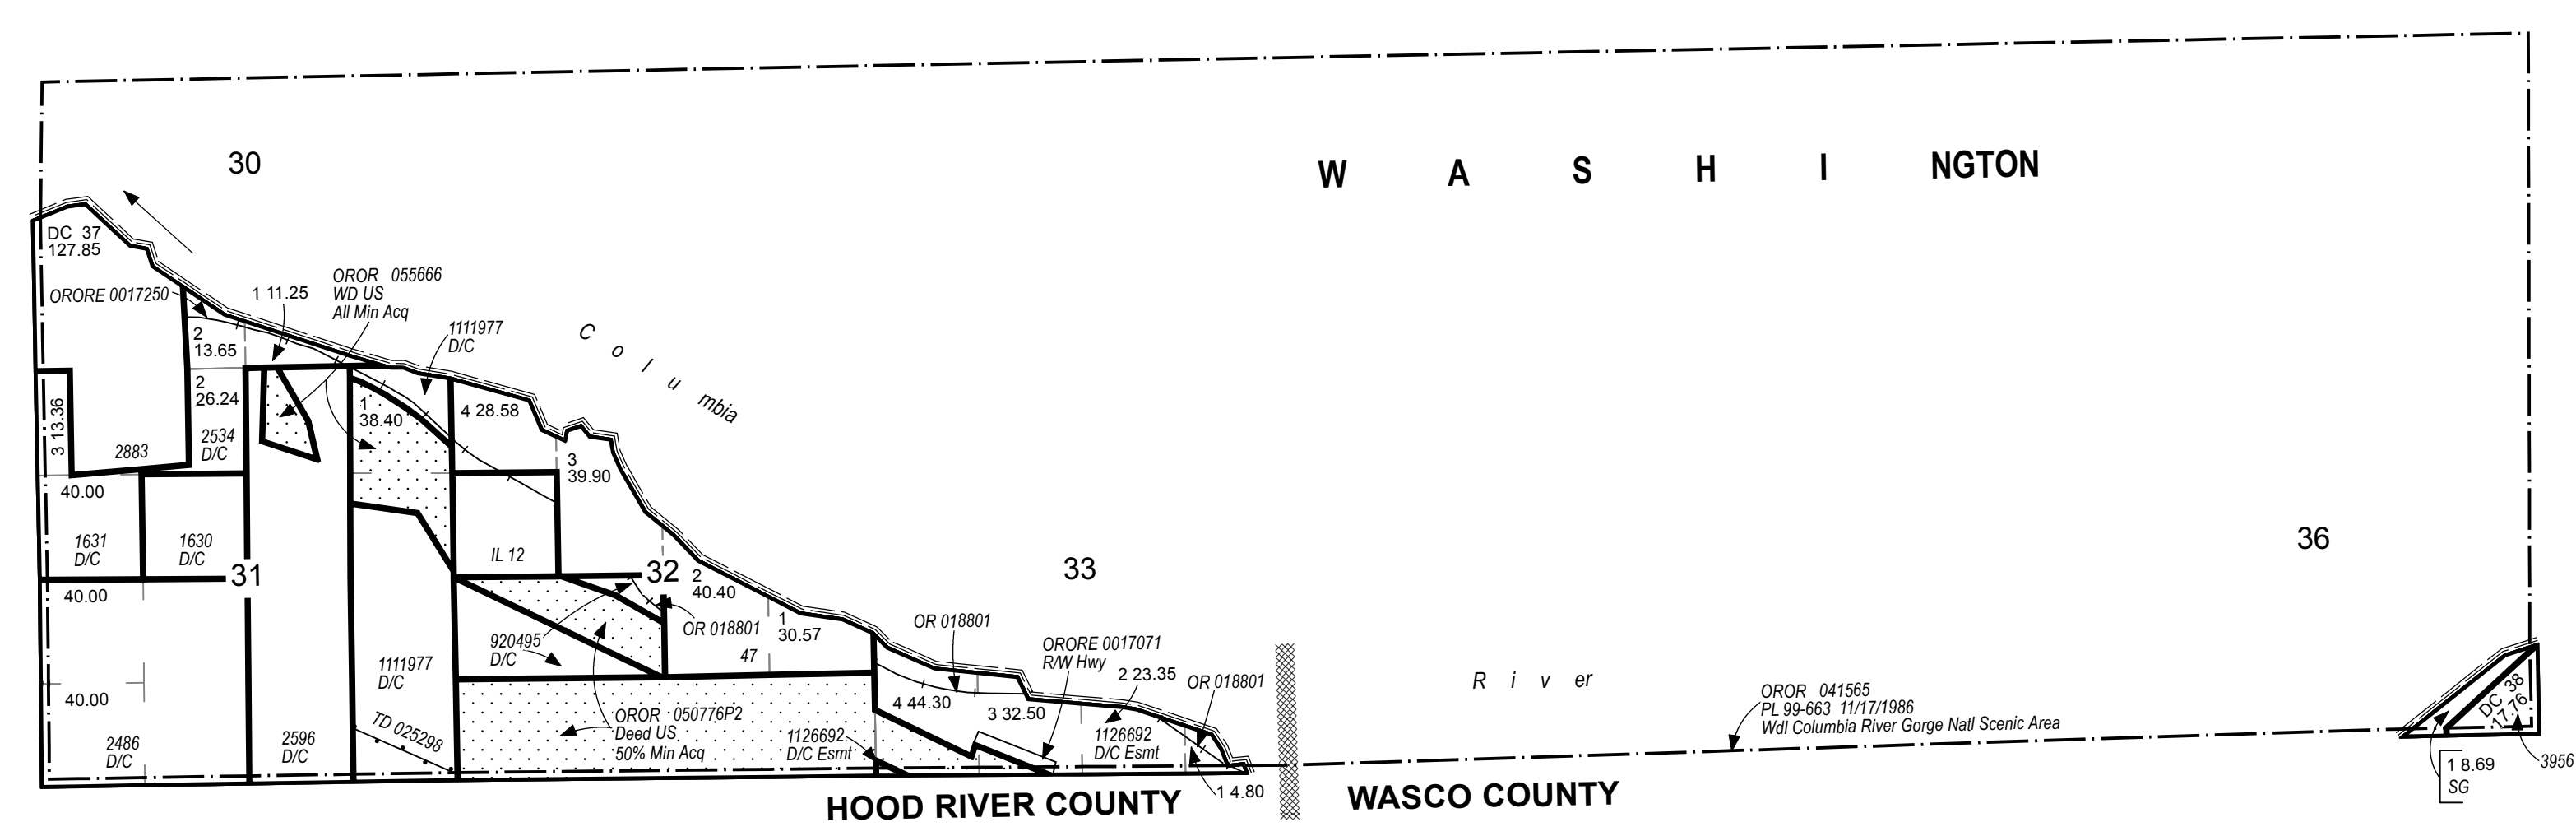 30
W A S H I NGTON
DC 37
127.85
ORORE 0017250
1 11.25
OROR 055666
WD US
All Min Acq
1111977
D/C
Columbia
2
13.65
2
26.24
2534
D/C
3 13.36
2883
1
38.40
4 28.58
3
39.90
40.00
1631
D/C
1630
D/C
31
IL 12
32
33
36
2
40.40
40.00
40.00
2486
D/C
2596
D/C
1111977
D/C
TD 025298
920495
D/C
OR 018801
1
30.57
47
OROR 050776P2
Deed US
50% Min Acq
1126692
D/C Esmt
OR 018801
ORORE 0017071
R/W Hwy
4 44.30
3 32.50
2 23.35
OR 018801
1126692
D/C Esmt
1 4.80
River
OROR 041565
PL 99-663 11/17/1986
Wdl Columbia River Gorge Natl Scenic Area
DC 38
17.76
1 8.69
SG
3956
HOOD RIVER COUNTY
WASCO COUNTY